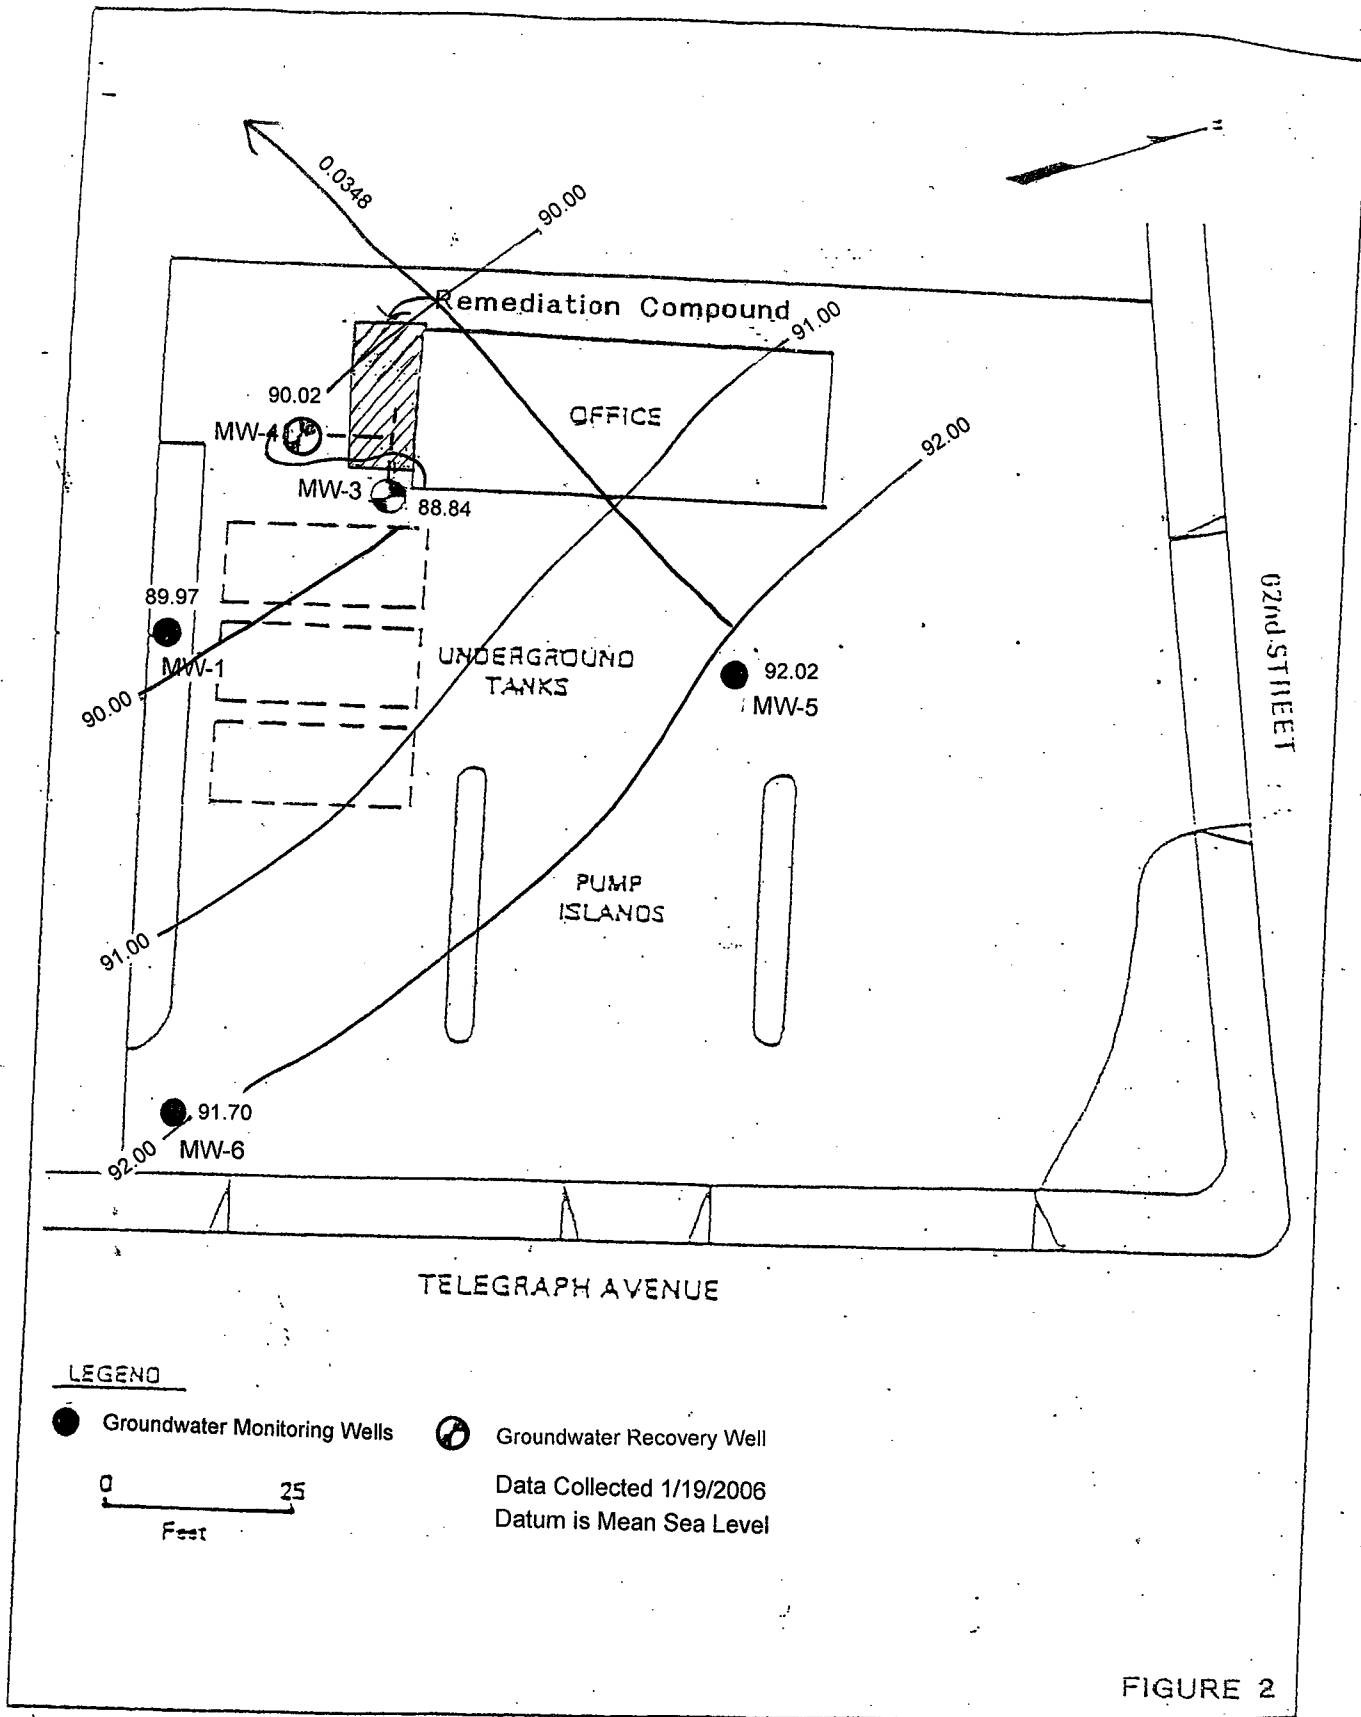 0.0348
90.00
Remediation Compound
91.00
90.02
MW-4
OFFICE
92.00
MW-3
88.84
89.97
MW-1
UNDERGROUND
TANKS
92.02
MW-5
62nd STREET
90.00
PUMP
ISLANDS
91.00
91.70
MW-6
92.00
TELEGRAPH AVENUE
LEGEND
Groundwater Monitoring Wells
Groundwater Recovery Well
0 25
Feet
Data Collected 1/19/2006
Datum is Mean Sea Level
FIGURE 2